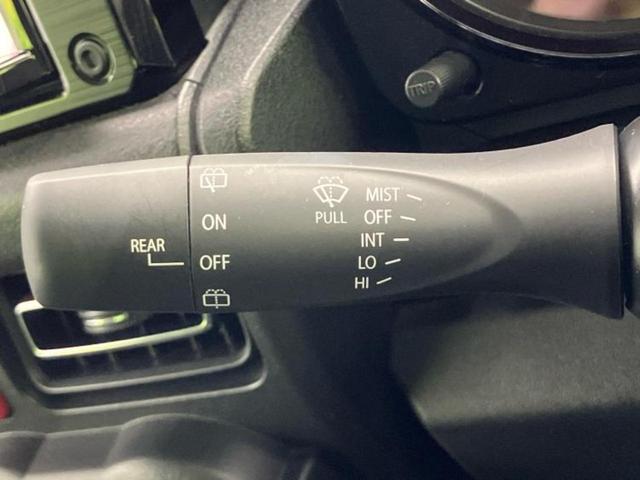 TRIP
REAR
ON
OFF
PULL
MIST
OFF
INT
LO
HI